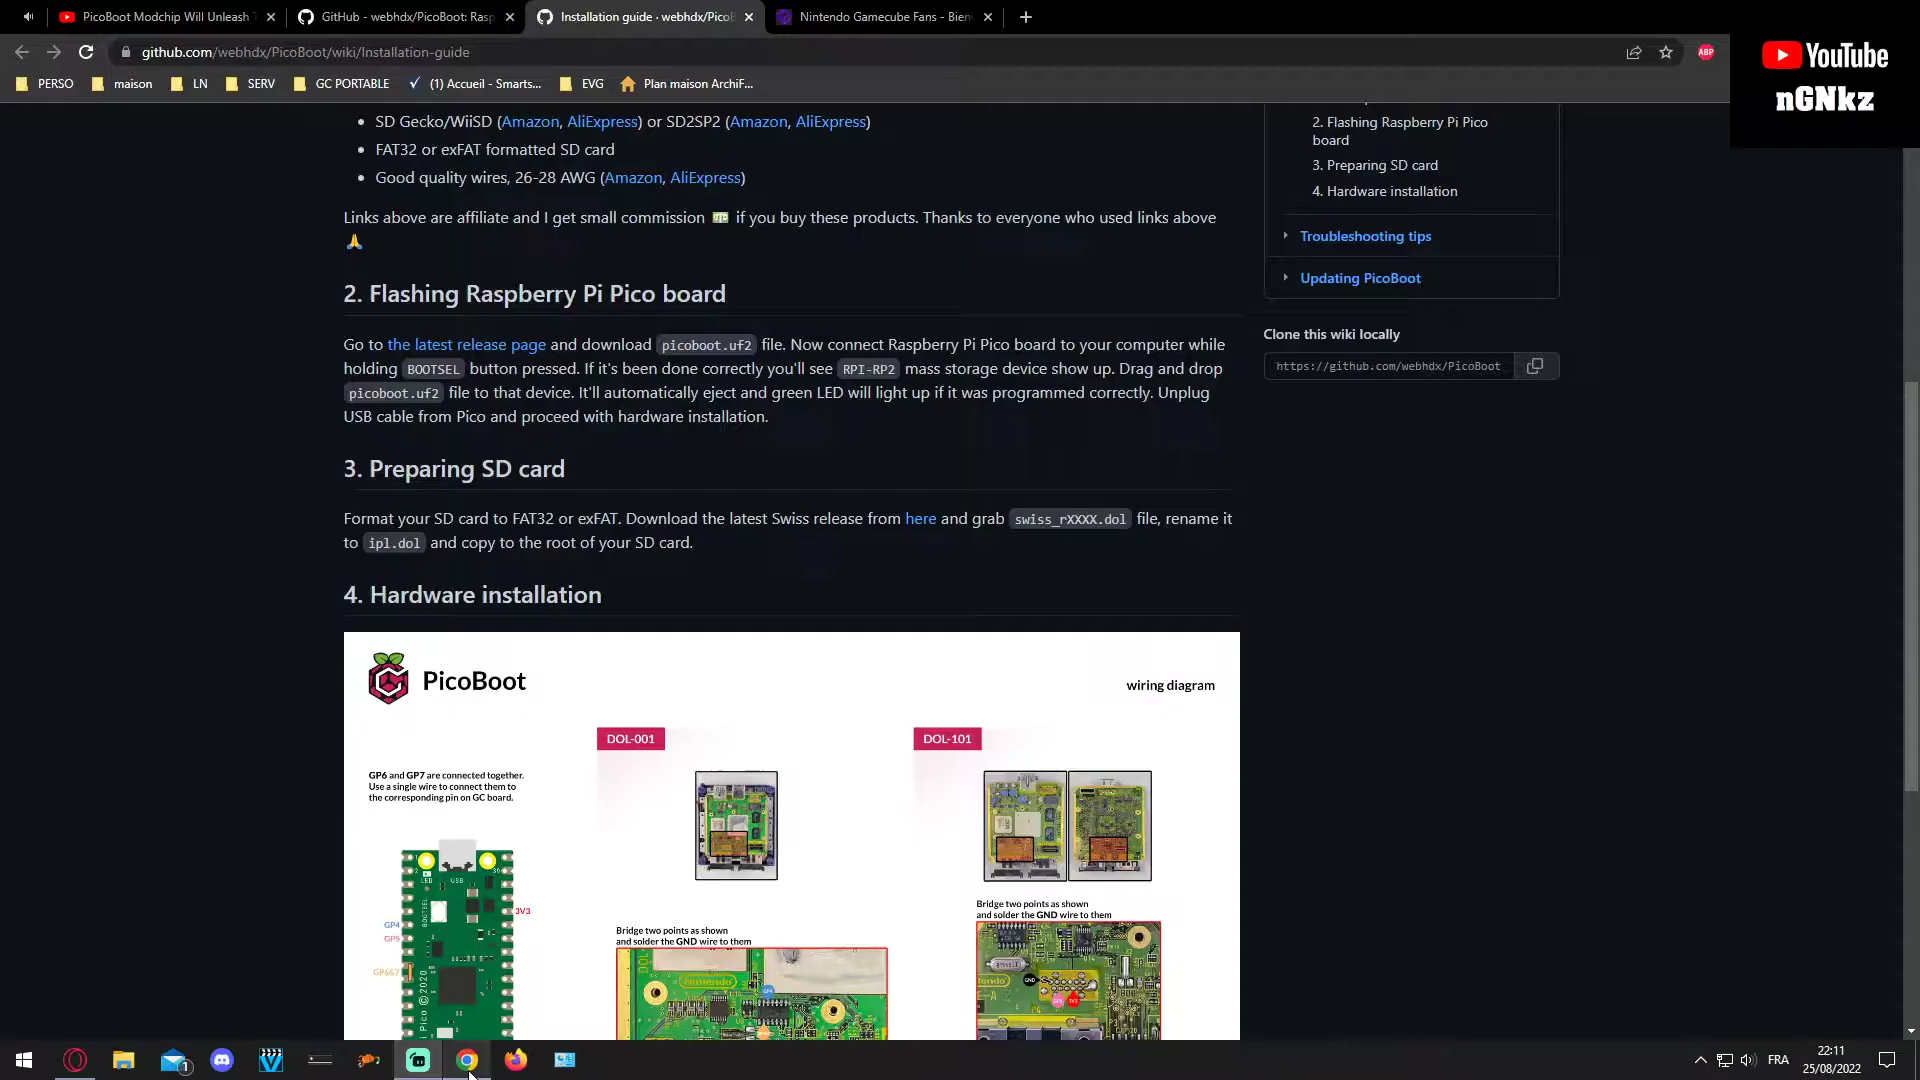 PicoBoot Modchip Will Unleash
GitHub - webhdx/PicoBoot: Rasp
Installation guide · webhdx/PicoB
Nintendo Gamecube Fans - Bien
github.com/webhdx/PicoBoot/wiki/Installation-guide
ABP
PERSO
maison
LN
SERV
GC PORTABLE
(1) Accueil - Smarts...
EVG
Plan maison ArchiF...
YouTube
nGNkz
SD Gecko/WiiSD (Amazon, AliExpress) or SD2SP2 (Amazon, AliExpress)
FAT32 or exFAT formatted SD card
Good quality wires, 26-28 AWG (Amazon, AliExpress)
Links above are affiliate and I get small commission 💵 if you buy these products. Thanks to everyone who used links above
🙏
2. Flashing Raspberry Pi Pico board
Go to the latest release page and download picoboot.uf2 file. Now connect Raspberry Pi Pico board to your computer while
holding BOOTSEL button pressed. If it's been done correctly you'll see RPI-RP2 mass storage device show up. Drag and drop
picoboot.uf2 file to that device. It'll automatically eject and green LED will light up if it was programmed correctly. Unplug
USB cable from Pico and proceed with hardware installation.
3. Preparing SD card
Format your SD card to FAT32 or exFAT. Download the latest Swiss release from here and grab swiss_rXXXX.dol file, rename it
to ipl.dol and copy to the root of your SD card.
4. Hardware installation
PicoBoot
wiring diagram
GP6 and GP7 are connected together.
Use a single wire to connect them to
the corresponding pin on GC board.
DOL-001
DOL-101
Bridge two points as shown
and solder the GND wire to them
Bridge two points as shown
and solder the GND wire to them
LED
USB
BOOTSEL
3V3
GP4
GP5
GP6&7
Pico © 2020
Nintendo
GND
GP5
3V3
2. Flashing Raspberry Pi Pico
board
3. Preparing SD card
4. Hardware installation
Troubleshooting tips
Updating PicoBoot
Clone this wiki locally
https://github.com/webhdx/PicoBoot
1
FRA
22:11
25/08/2022